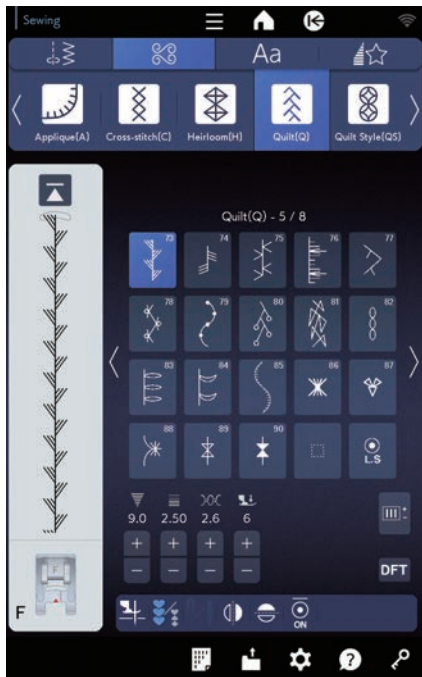 Sewing
Aa
Applique(A) Cross-stitch(C) Heirloom(H) Quilt(Q) Quilt Style(QS)
Quilt(Q) - 5 / 8
73 74 75 76 77
78 79 80 81 82
83 84 85 86 87
88 89 90 L.S
9.0 2.50 2.6 6
+ + + +
− − − −
DFT
F
ON
?